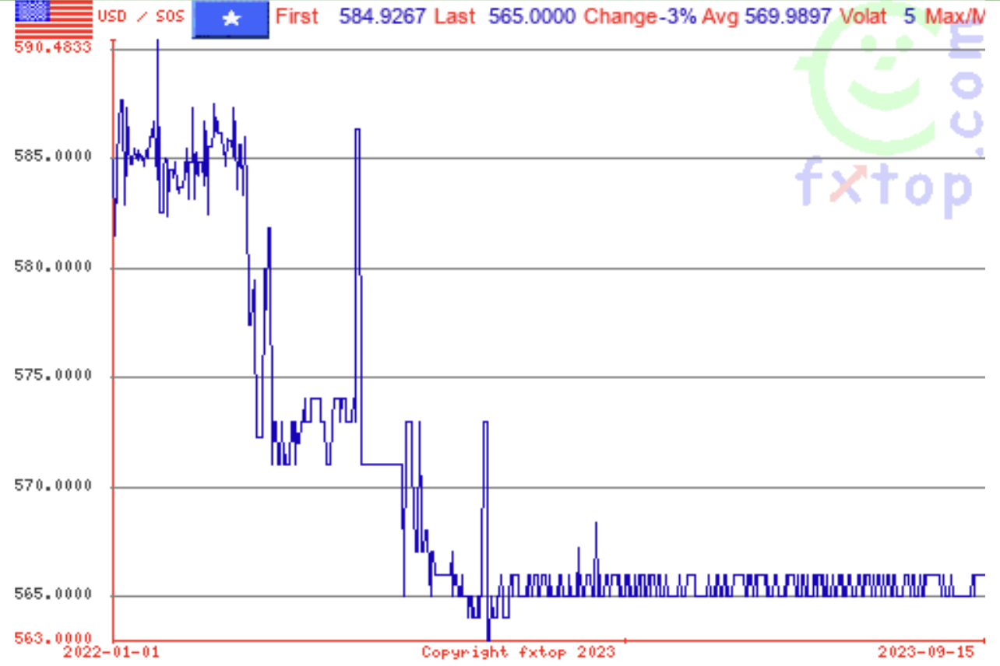 USD / SOS First 584.9267 Last 565.0000 Change-3% Avg 569.9897 Volat 5 Max/M
590.4833
585.0000
580.0000
575.0000
570.0000
565.0000
563.0000
2022-01-01 Copyright fxtop 2023 2023-09-15
fxtop
.com